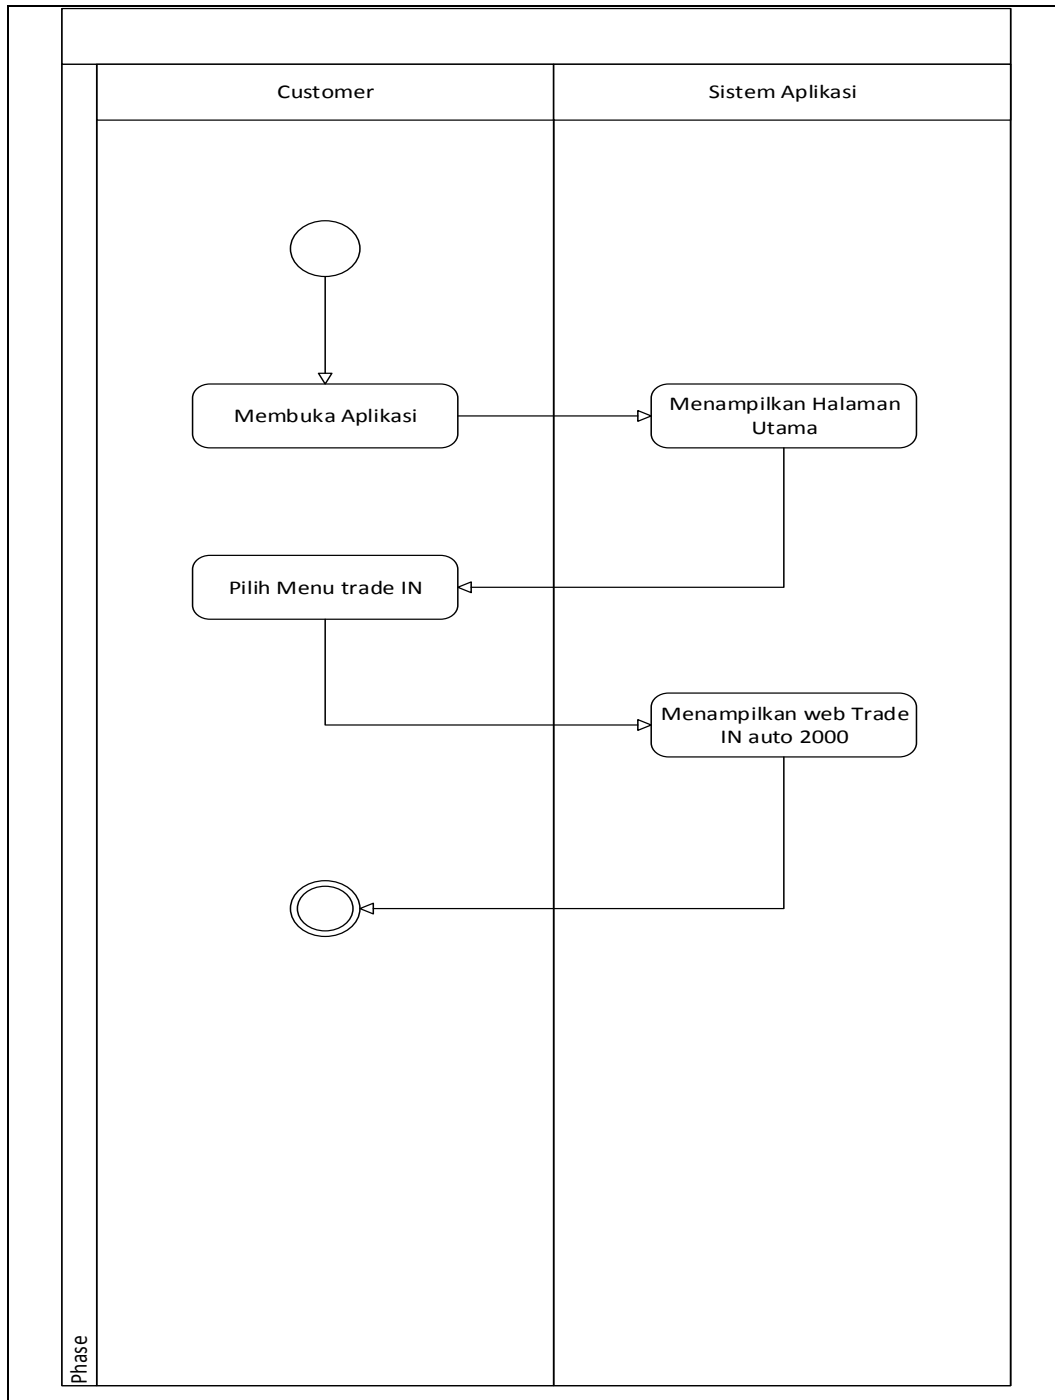 Customer
Sistem Aplikasi
Membuka Aplikasi
Menampilkan Halaman
Utama
Pilih Menu trade IN
Menampilkan web Trade
IN auto 2000
Phase